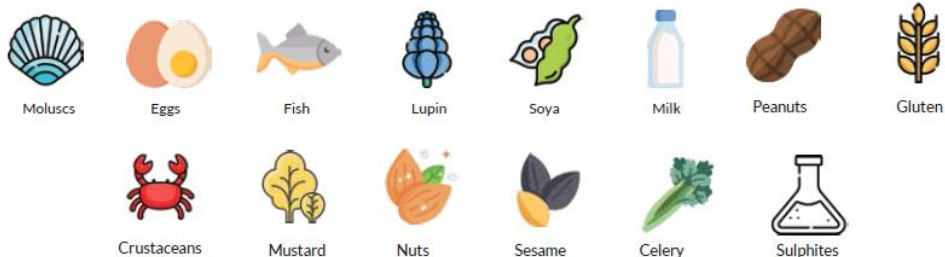 Moluscs Eggs Fish Lupin Soya Milk Peanuts Gluten
Crustaceans Mustard Nuts Sesame Celery Sulphites